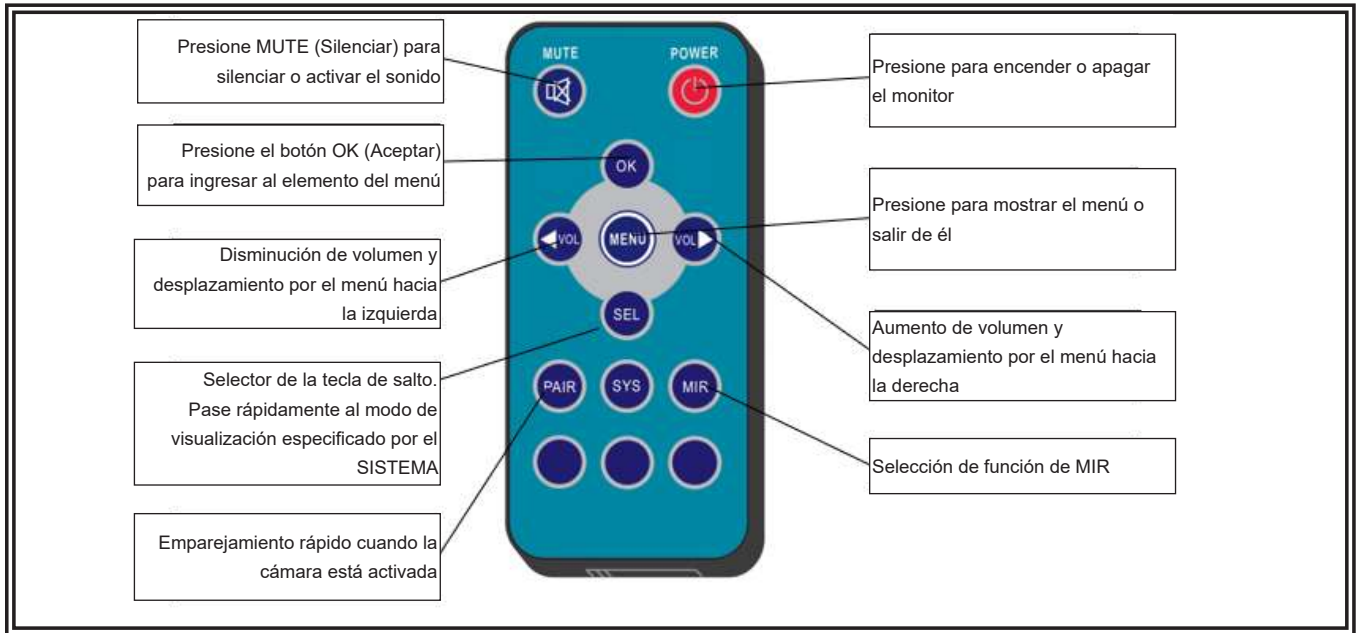 Presione MUTE (Silenciar) para
silenciar o activar el sonido
Presione el botón OK (Aceptar)
para ingresar al elemento del menú
Disminución de volumen y
desplazamiento por el menú hacia
la izquierda
Selector de la tecla de salto.
Pase rápidamente al modo de
visualización especificado por el
SISTEMA
Emparejamiento rápido cuando la
cámara está activada
MUTE POWER
OK
VOL MENU VOL
SEL
PAIR SYS MIR
Presione para encender o apagar
el monitor
Presione para mostrar el menú o
salir de él
Aumento de volumen y
desplazamiento por el menú hacia
la derecha
Selección de función de MIR